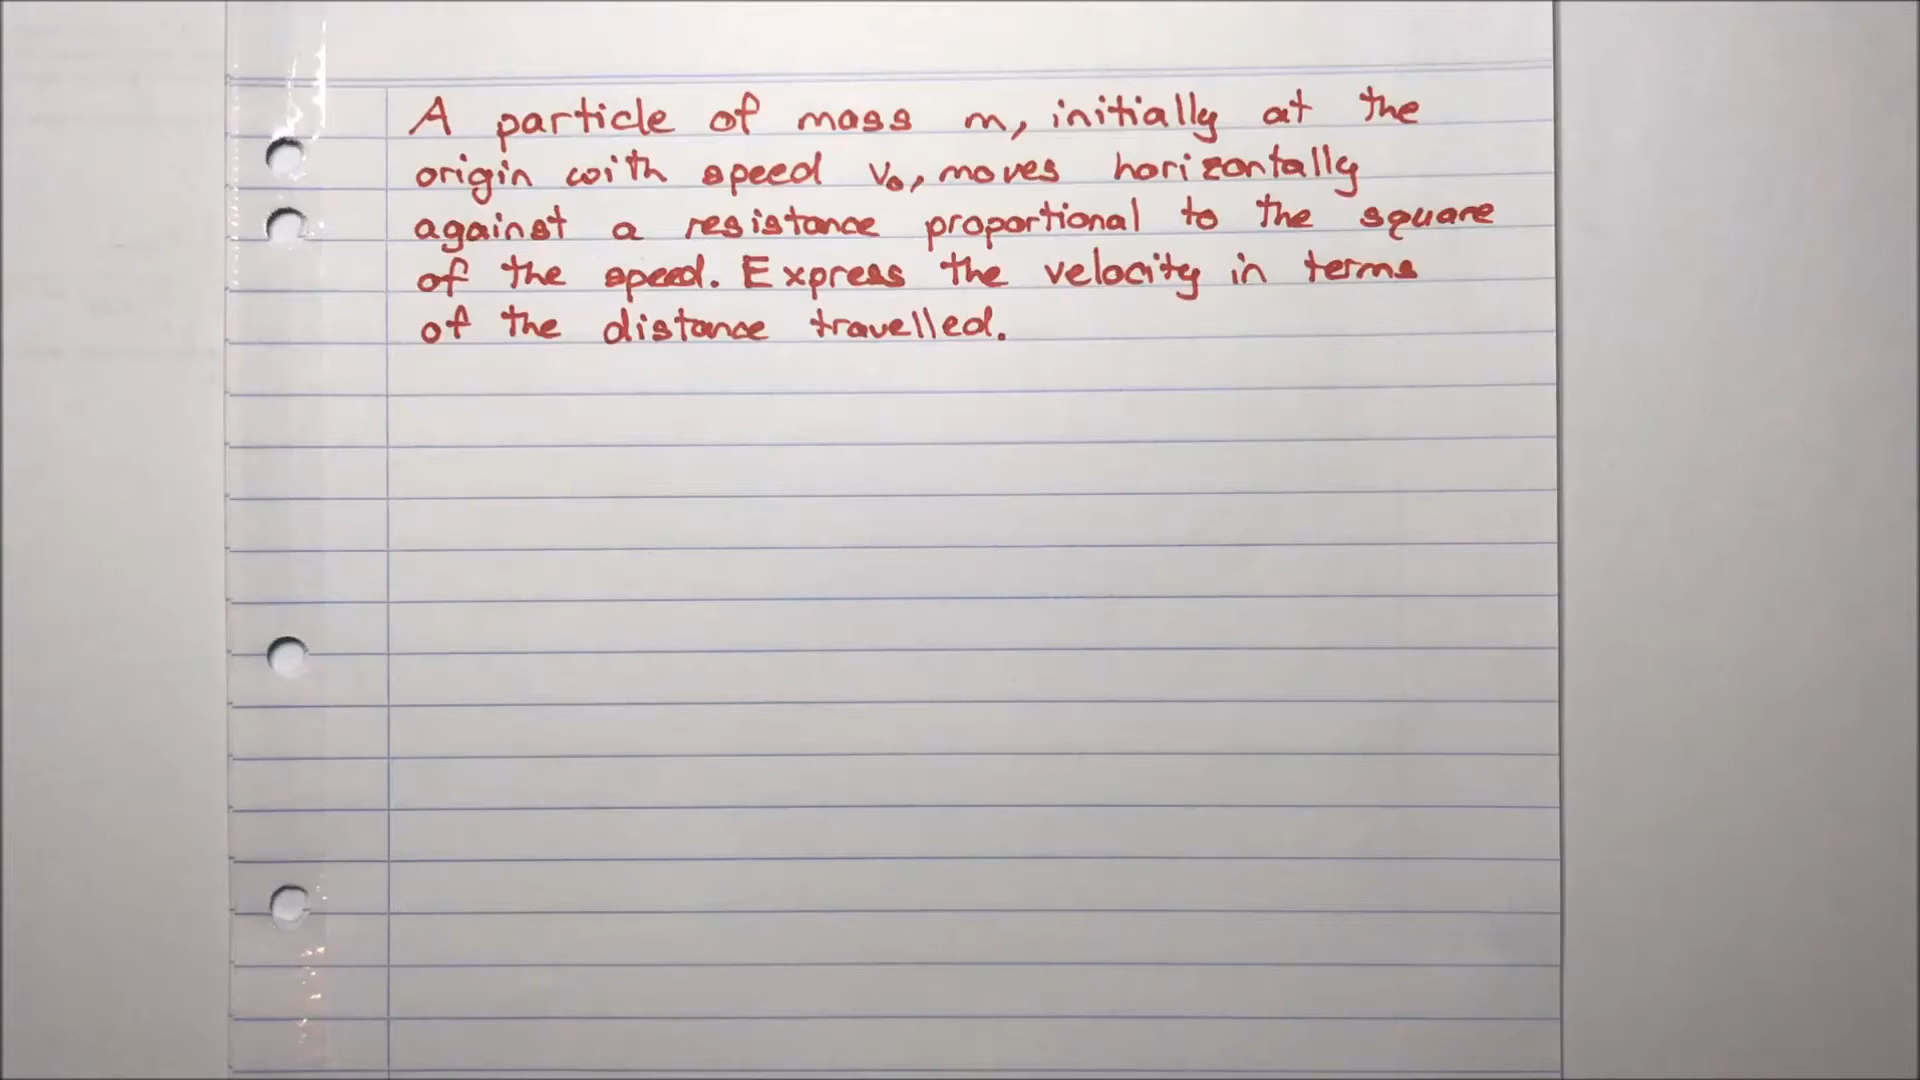 A particle of mass m, initially at the
origin with speed v₀, moves horizontally
against a resistance proportional to the square
of the speed. Express the velocity in terms
of the distance travelled.